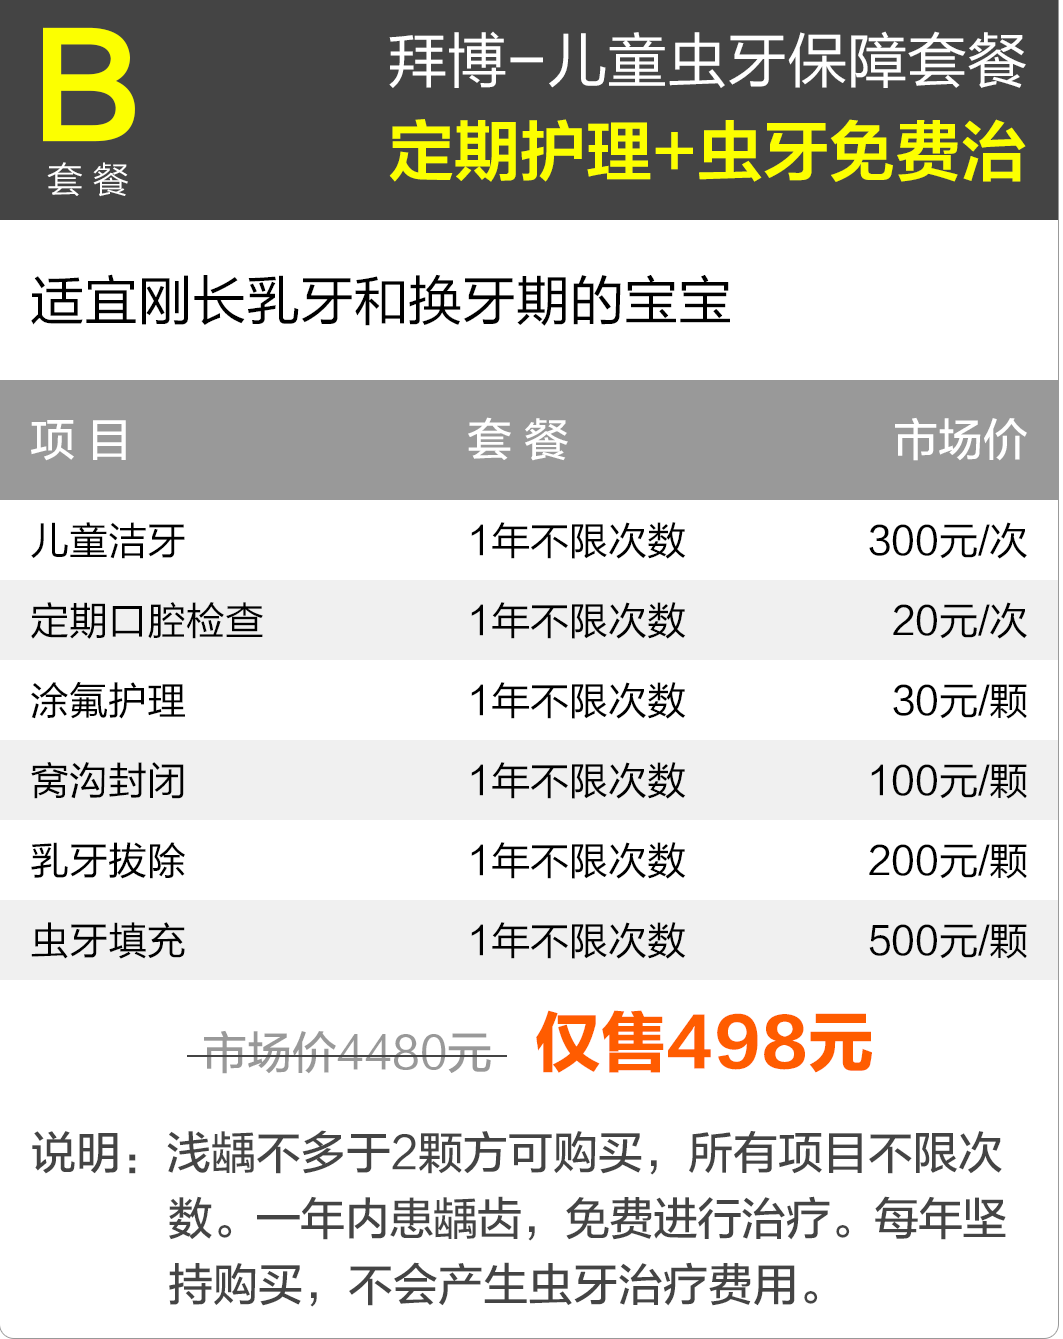 B
套餐
拜博-儿童虫牙保障套餐
定期护理+虫牙免费治
适宜刚长乳牙和换牙期的宝宝
项目 套餐 市场价
儿童洁牙 1年不限次数 300元/次
定期口腔检查 1年不限次数 20元/次
涂氟护理 1年不限次数 30元/颗
窝沟封闭 1年不限次数 100元/颗
乳牙拔除 1年不限次数 200元/颗
虫牙填充 1年不限次数 500元/颗
市场价4480元 仅售498元
说明：浅龋不多于2颗方可购买，所有项目不限次
数。一年内患龋齿，免费进行治疗。每年坚
持购买，不会产生虫牙治疗费用。